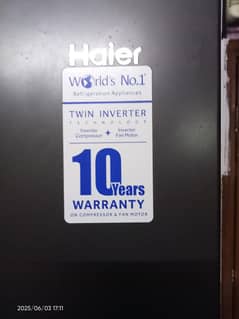 Haier
World's No.1
Refrigeration Appliances
TWIN INVERTER
TECHNOLOGY
Inverter Compressor + Inverter Fan Motor
10 Years
WARRANTY
ON COMPRESSOR & FAN MOTOR
2025/06/03 17:11